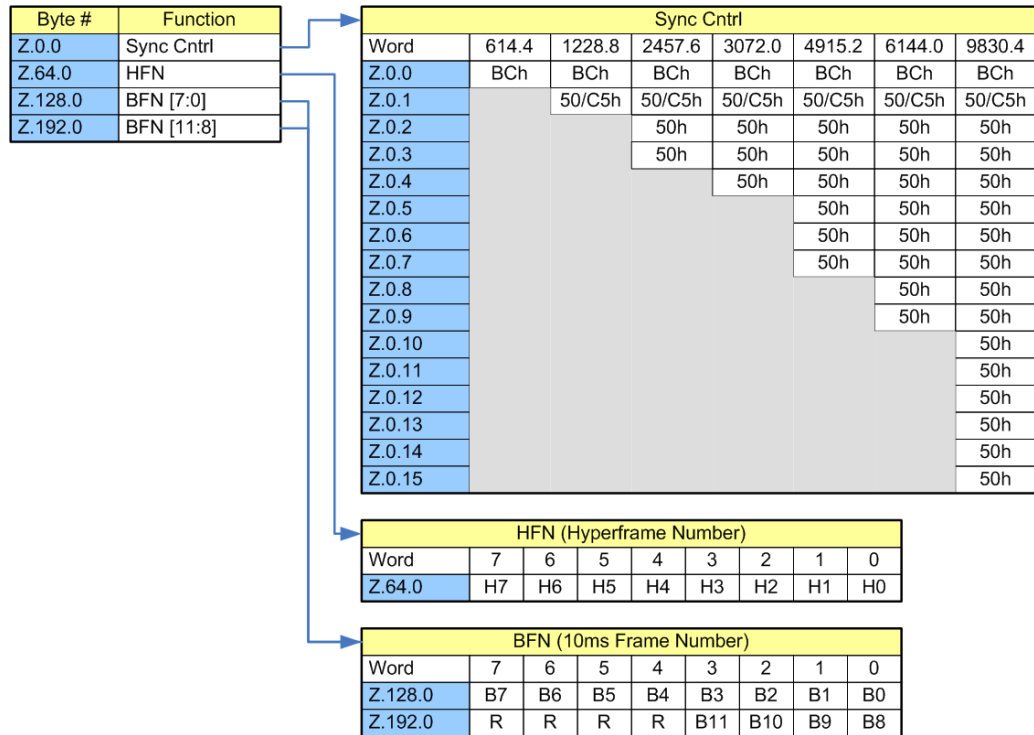 Byte # Function
Z.0.0 Sync Cntrl
Z.64.0 HFN
Z.128.0 BFN [7:0]
Z.192.0 BFN [11:8]
Sync Cntrl
Word 614.4 1228.8 2457.6 3072.0 4915.2 6144.0 9830.4
Z.0.0 BCh BCh BCh BCh BCh BCh BCh
Z.0.1 50/C5h 50/C5h 50/C5h 50/C5h 50/C5h 50/C5h
Z.0.2 50h 50h 50h 50h 50h
Z.0.3 50h 50h 50h 50h 50h
Z.0.4 50h 50h 50h 50h
Z.0.5 50h 50h 50h
Z.0.6 50h 50h 50h
Z.0.7 50h 50h 50h
Z.0.8 50h 50h
Z.0.9 50h 50h
Z.0.10 50h
Z.0.11 50h
Z.0.12 50h
Z.0.13 50h
Z.0.14 50h
Z.0.15 50h
HFN (Hyperframe Number)
Word 7 6 5 4 3 2 1 0
Z.64.0 H7 H6 H5 H4 H3 H2 H1 H0
BFN (10ms Frame Number)
Word 7 6 5 4 3 2 1 0
Z.128.0 B7 B6 B5 B4 B3 B2 B1 B0
Z.192.0 R R R R B11 B10 B9 B8